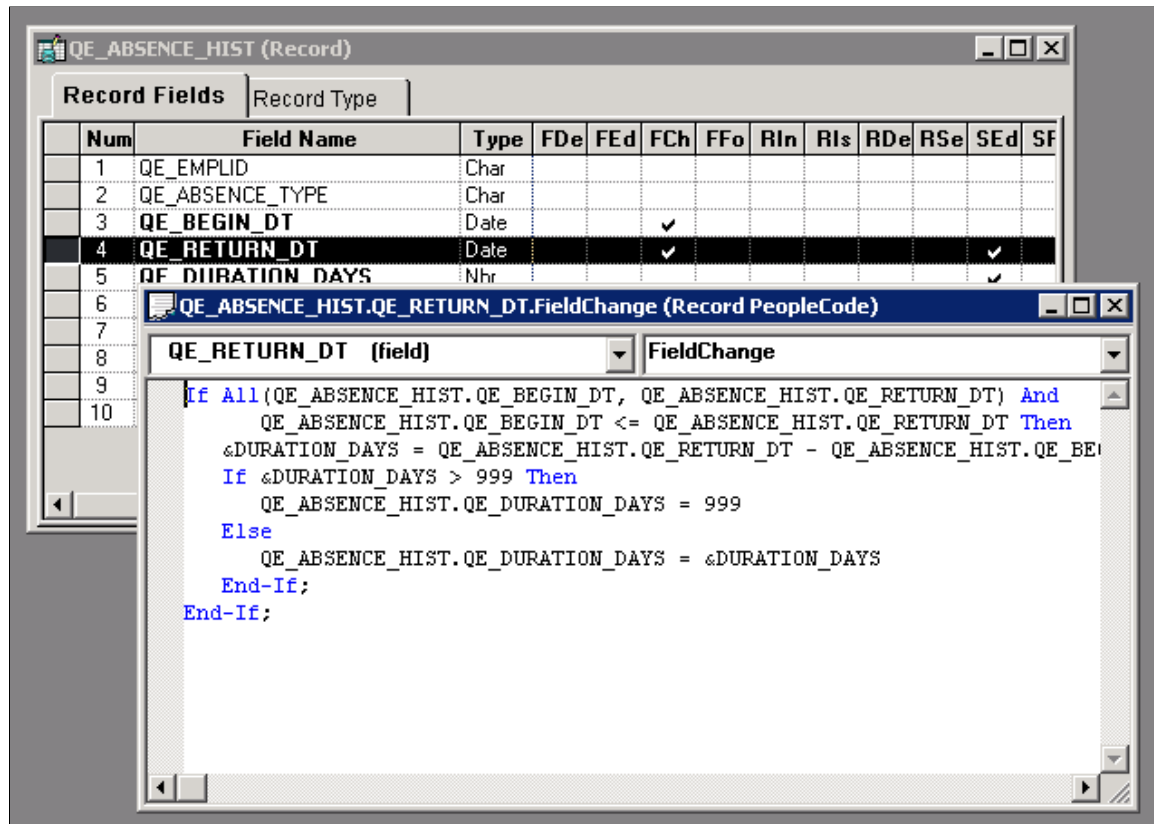 QE_ABSENCE_HIST (Record)
Record Fields Record Type
Num Field Name Type FDe FEd FCh FFo RIn RIs RDe RSe SEd SF
1 QE_EMPLID Char
2 QE_ABSENCE_TYPE Char
3 QE_BEGIN_DT Date
4 QE_RETURN_DT Date
5 QE_DURATION_DAYS Nbr
6
7
8
9
10
QE_ABSENCE_HIST.QE_RETURN_DT.FieldChange (Record PeopleCode)
QE_RETURN_DT (field) FieldChange
If All(QE_ABSENCE_HIST.QE_BEGIN_DT, QE_ABSENCE_HIST.QE_RETURN_DT) And
QE_ABSENCE_HIST.QE_BEGIN_DT <= QE_ABSENCE_HIST.QE_RETURN_DT Then
&DURATION_DAYS = QE_ABSENCE_HIST.QE_RETURN_DT - QE_ABSENCE_HIST.QE_BE
If &DURATION_DAYS > 999 Then
QE_ABSENCE_HIST.QE_DURATION_DAYS = 999
Else
QE_ABSENCE_HIST.QE_DURATION_DAYS = &DURATION_DAYS
End-If;
End-If;